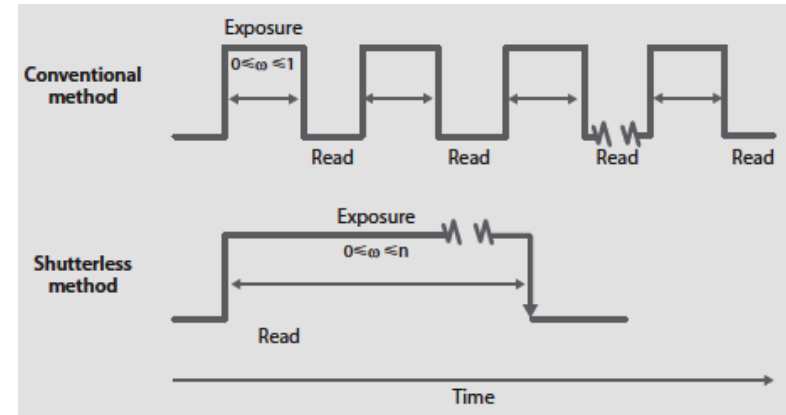 Exposure
0≤ω≤1
Conventional
method
Read
Read
Read
Read
Exposure
0≤ω≤n
Shutterless
method
Read
Time